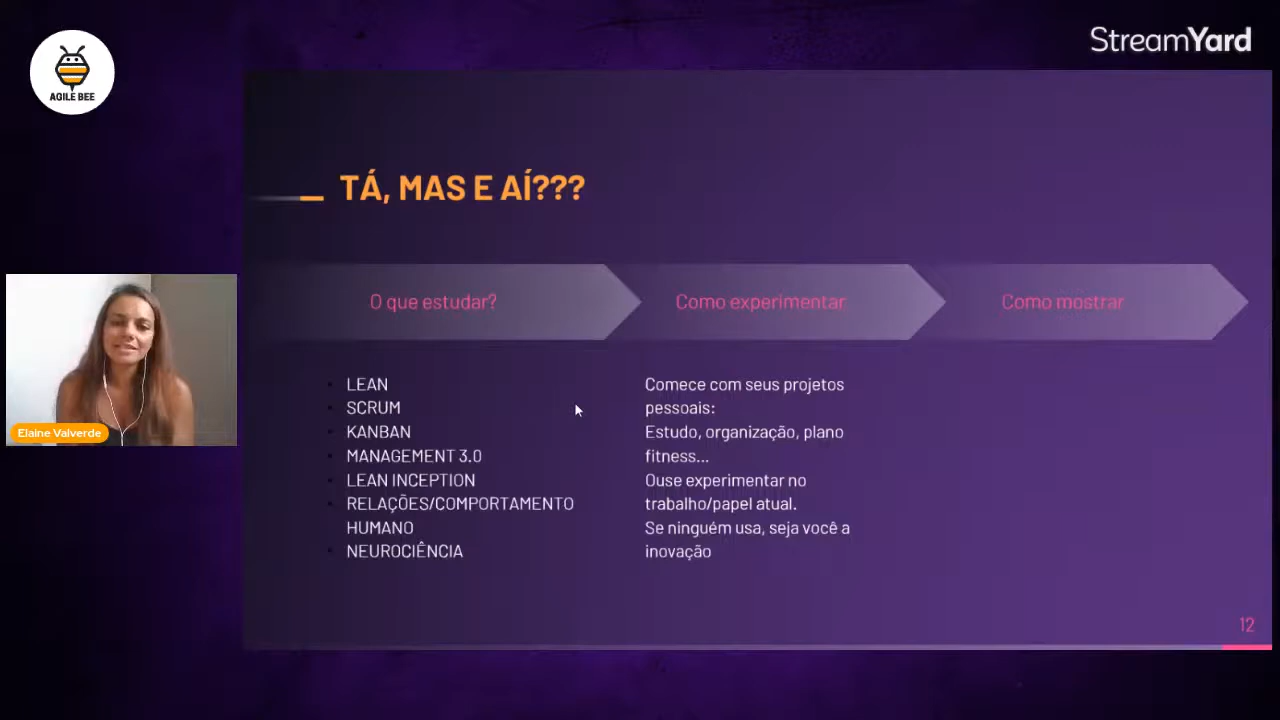 AGILE BEE
StreamYard
TÁ, MAS E AÍ???
O que estudar?
Como experimentar
Como mostrar
LEAN
SCRUM
KANBAN
MANAGEMENT 3.0
LEAN INCEPTION
RELAÇÕES/COMPORTAMENTO
HUMANO
NEUROCIÊNCIA
Comece com seus projetos
pessoais:
Estudo, organização, plano
fitness...
Ouse experimentar no
trabalho/papel atual.
Se ninguém usa, seja você a
inovação
Elaine Valverde
12